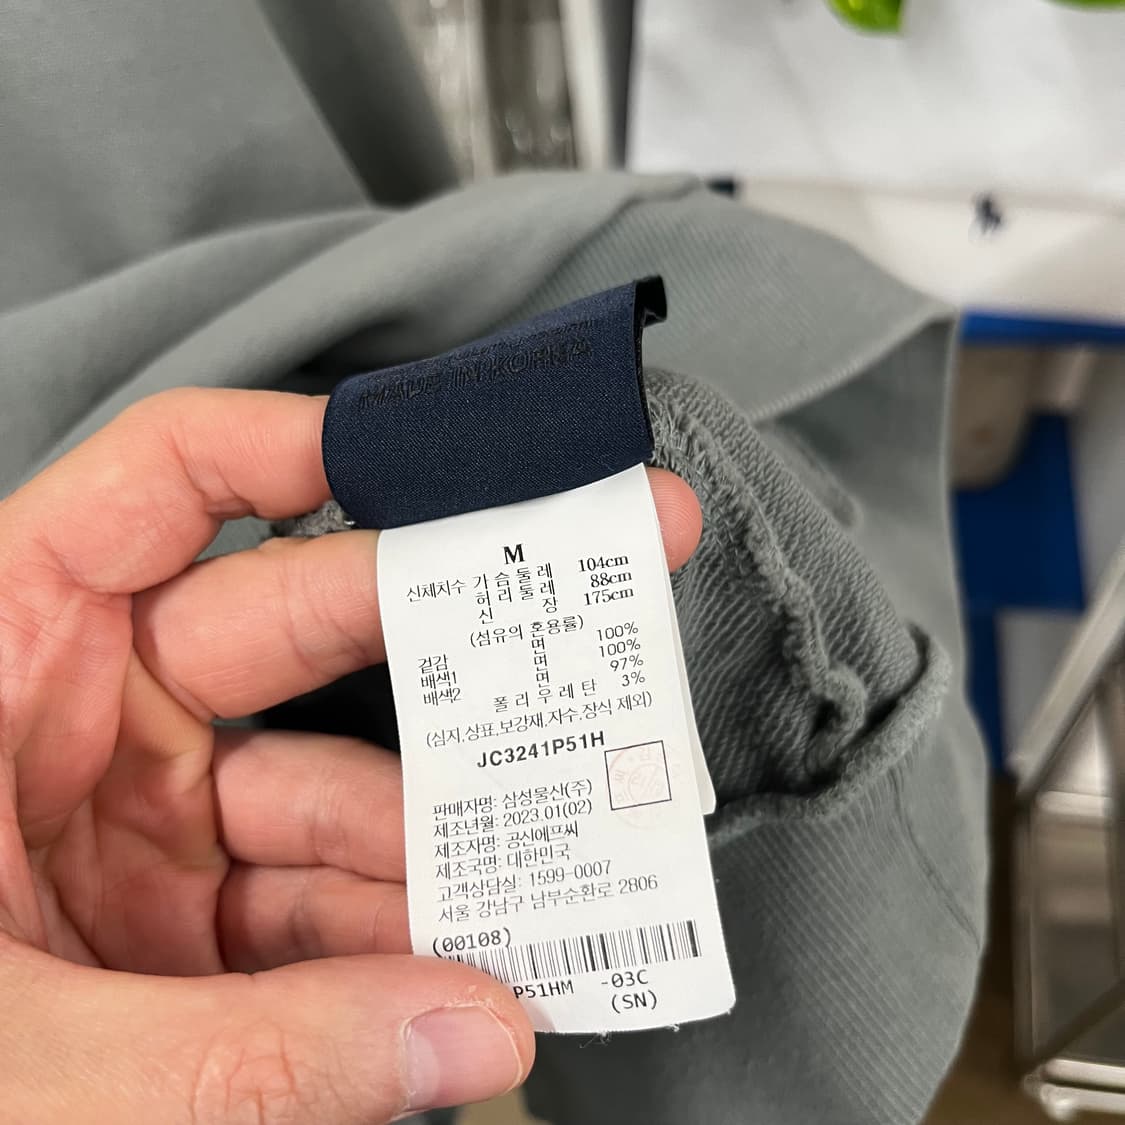 MADE IN KOREA
M
신체치수 가슴둘레 104cm
허리둘레 88cm
신장 175cm
(섬유의 혼용률)
겉감 면 100%
배색1 면 100%
배색2 면 97%
폴리우레탄 3%
(심지,상표,보강재,자수,장식 제외)
JC3241P51H
판매자명: 삼성물산(주)
제조년월: 2023.01(02)
제조자명: 공신에프씨
제조국명: 대한민국
고객상담실: 1599-0007
서울 강남구 남부순환로 2806
(00108)
P51HM -03C
(SN)